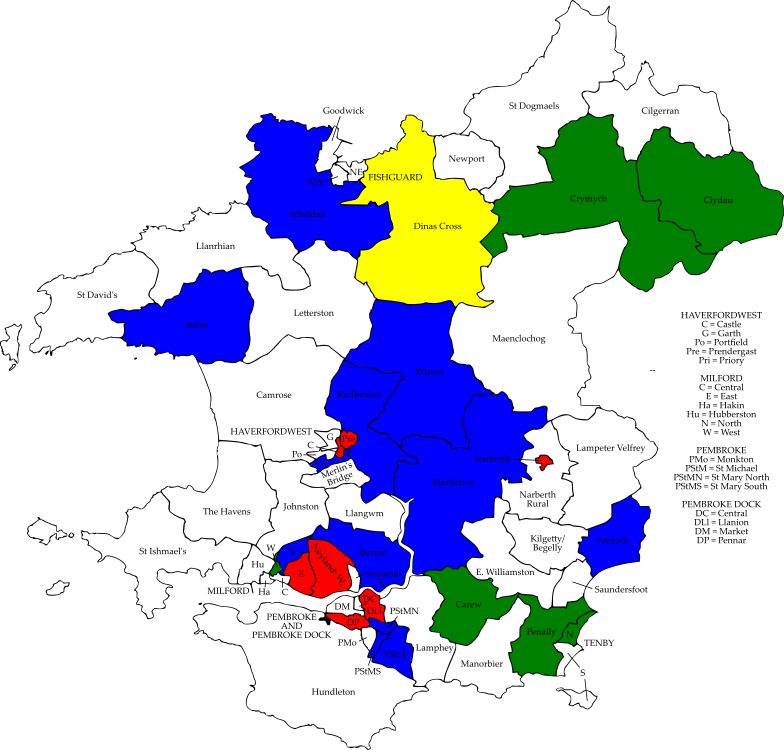 Goodwick
St Dogmaels
Cilgerran
Newport
NE
NW
FISHGUARD
Crymych
Clydau
Scleddau
Dinas Cross
Llanrhian
St David's
Solva
Letterston
Maenclochog
Wiston
Camrose
Rudbaxton
HAVERFORDWEST
G
Pre
C
Po
Merlin's
Bridge
Narberth
Lampeter Velfrey
Martletwy
Narberth
Rural
The Havens
Johnston
Llangwm
St Ishmael's
W
N
Hu
E
Neyland: W
Burton
Neyland:
E
Kilgetty/
Begelly
Amroth
MILFORD
Ha
C
E. Williamston
Saundersfoot
DM
DC
DLl
PStMN
Carew
PEMBROKE
AND
PEMBROKE DOCK
DP
PMo
PStM
PStMS
Lamphey
Manorbier
Penally
N
TENBY
S
Hundleton
HAVERFORDWEST
C = Castle
G = Garth
Po = Portfield
Pre = Prendergast
Pri = Priory
MILFORD
C = Central
E = East
Ha = Hakin
Hu = Hubberston
N = North
W = West
PEMBROKE
PMo = Monkton
PStM = St Michael
PStMN = St Mary North
PStMS = St Mary South
PEMBROKE DOCK
DC = Central
DLl = Llanion
DM = Market
DP = Pennar